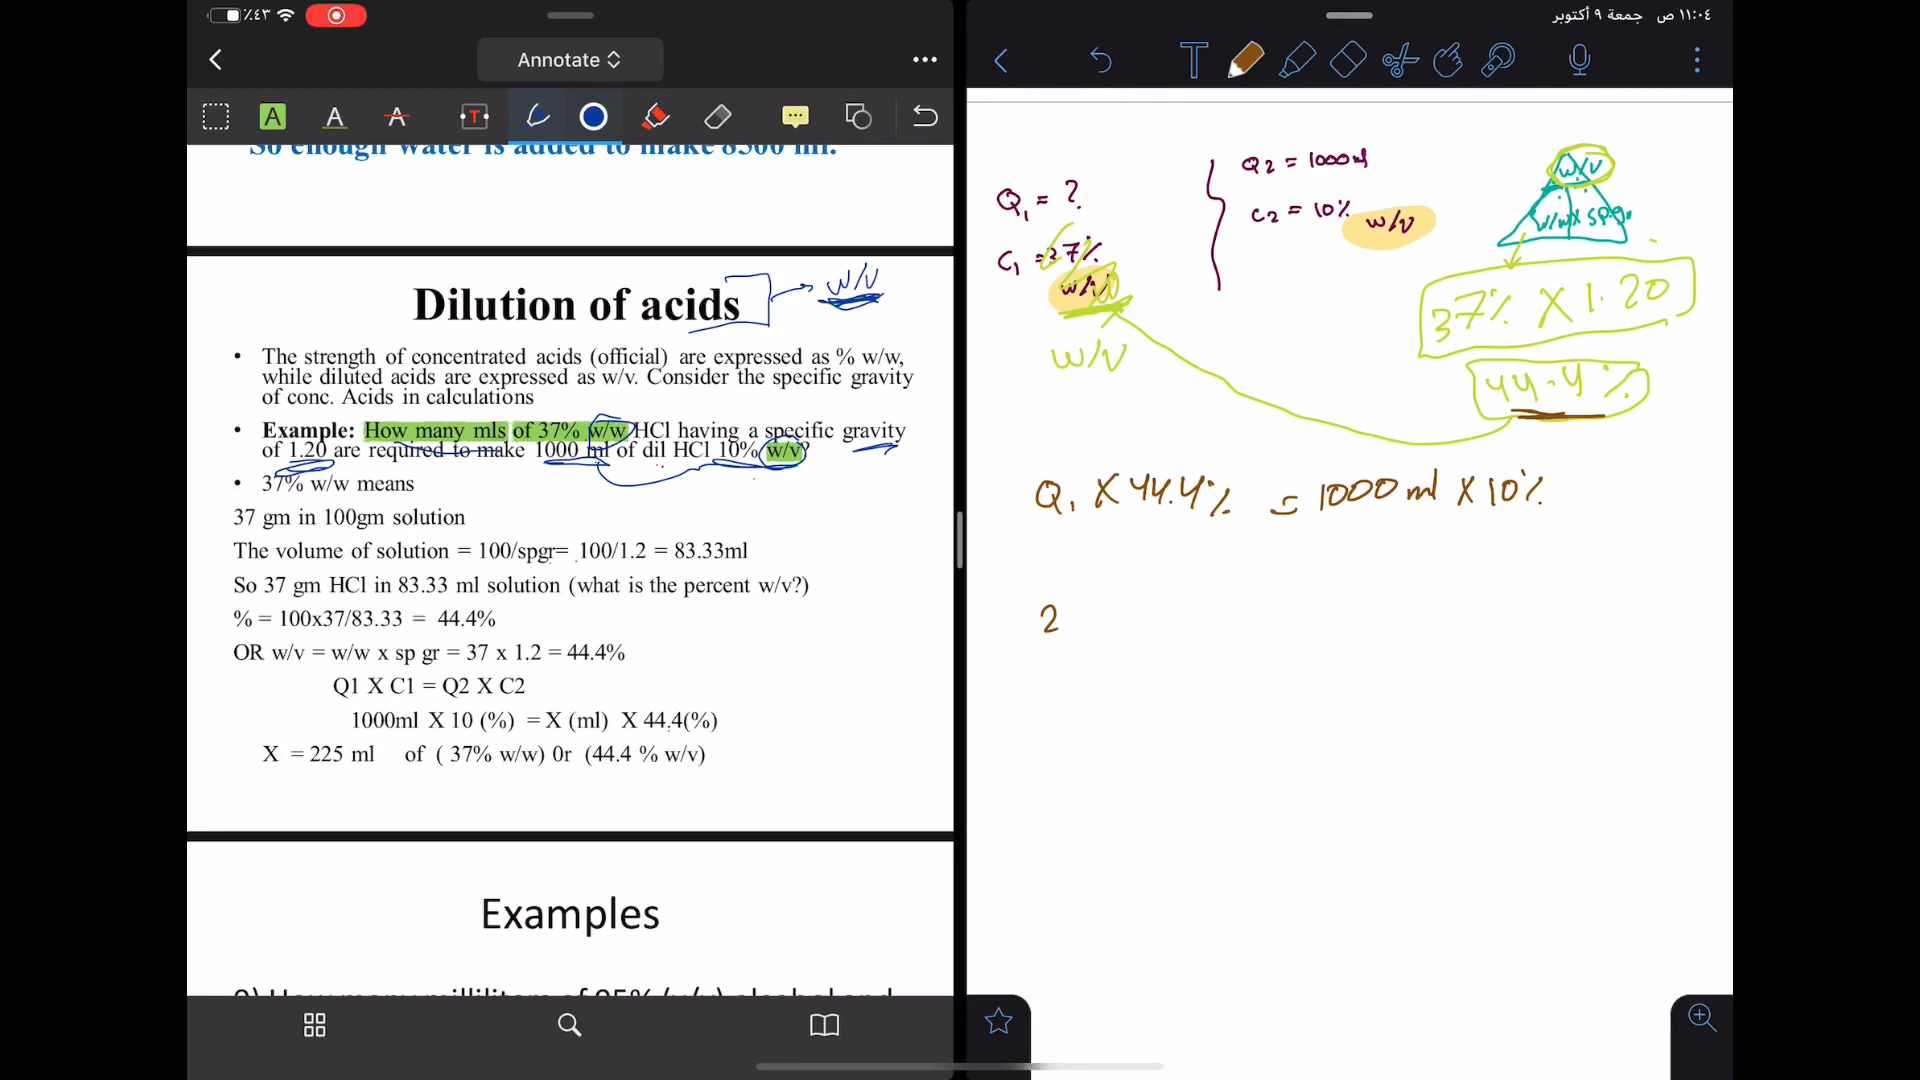 ٪٤٣
Annotate
So enough water is added to make 8500 ml.
Dilution of acids
w/v
• The strength of concentrated acids (official) are expressed as % w/w,
while diluted acids are expressed as w/v. Consider the specific gravity
of conc. Acids in calculations
• Example: How many mls of 37% w/w HCl having a specific gravity
of 1.20 are required to make 1000 ml of dil HCl 10% w/v?
• 37% w/w means
37 gm in 100gm solution
The volume of solution = 100/spgr= 100/1.2 = 83.33ml
So 37 gm HCl in 83.33 ml solution (what is the percent w/v?)
% = 100x37/83.33 = 44.4%
OR w/v = w/w x sp gr = 37 x 1.2 = 44.4%
Q1 X C1 = Q2 X C2
1000ml X 10 (%) = X (ml) X 44.4(%)
X = 225 ml of ( 37% w/w) 0r (44.4 % w/v)
Examples
١١:٠٤ ص جمعة ٩ أكتوبر
Q1 = ?
C1 = 37%
w/v
Q2 = 1000 ml
C2 = 10% w/v
w/v
w/w x sp.g.
37% X 1.20
44.4%
Q1 X 44.4% = 1000 ml X 10%
2